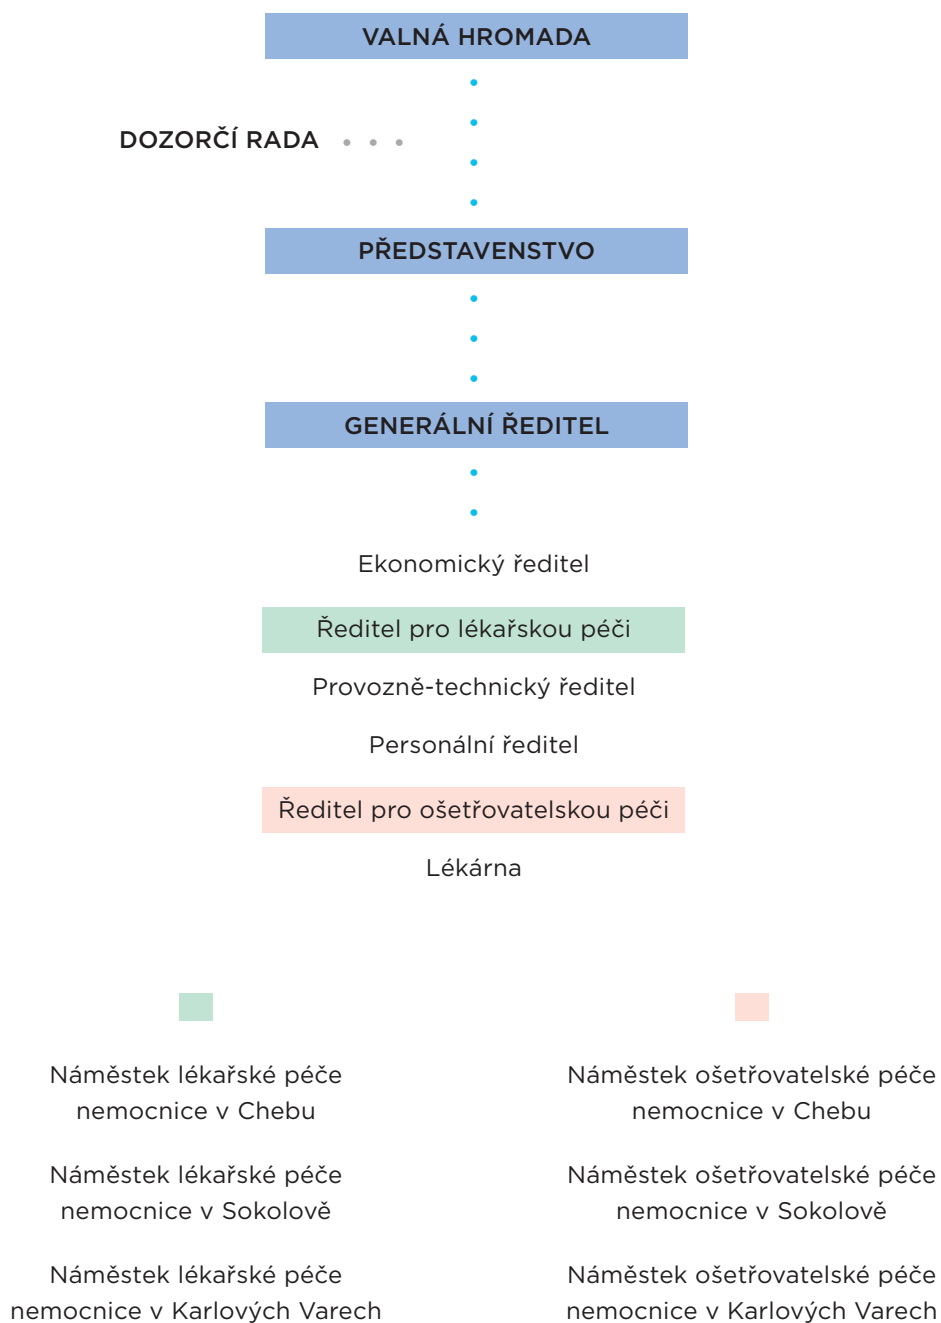 VALNÁ HROMADA
DOZORČÍ RADA
PŘEDSTAVENSTVO
GENERÁLNÍ ŘEDITEL
Ekonomický ředitel
Ředitel pro lékařskou péči
Provozně-technický ředitel
Personální ředitel
Ředitel pro ošetřovatelskou péči
Lékárna
Náměstek lékařské péče
nemocnice v Chebu
Náměstek lékařské péče
nemocnice v Sokolově
Náměstek lékařské péče
nemocnice v Karlových Varech
Náměstek ošetřovatelské péče
nemocnice v Chebu
Náměstek ošetřovatelské péče
nemocnice v Sokolově
Náměstek ošetřovatelské péče
nemocnice v Karlových Varech